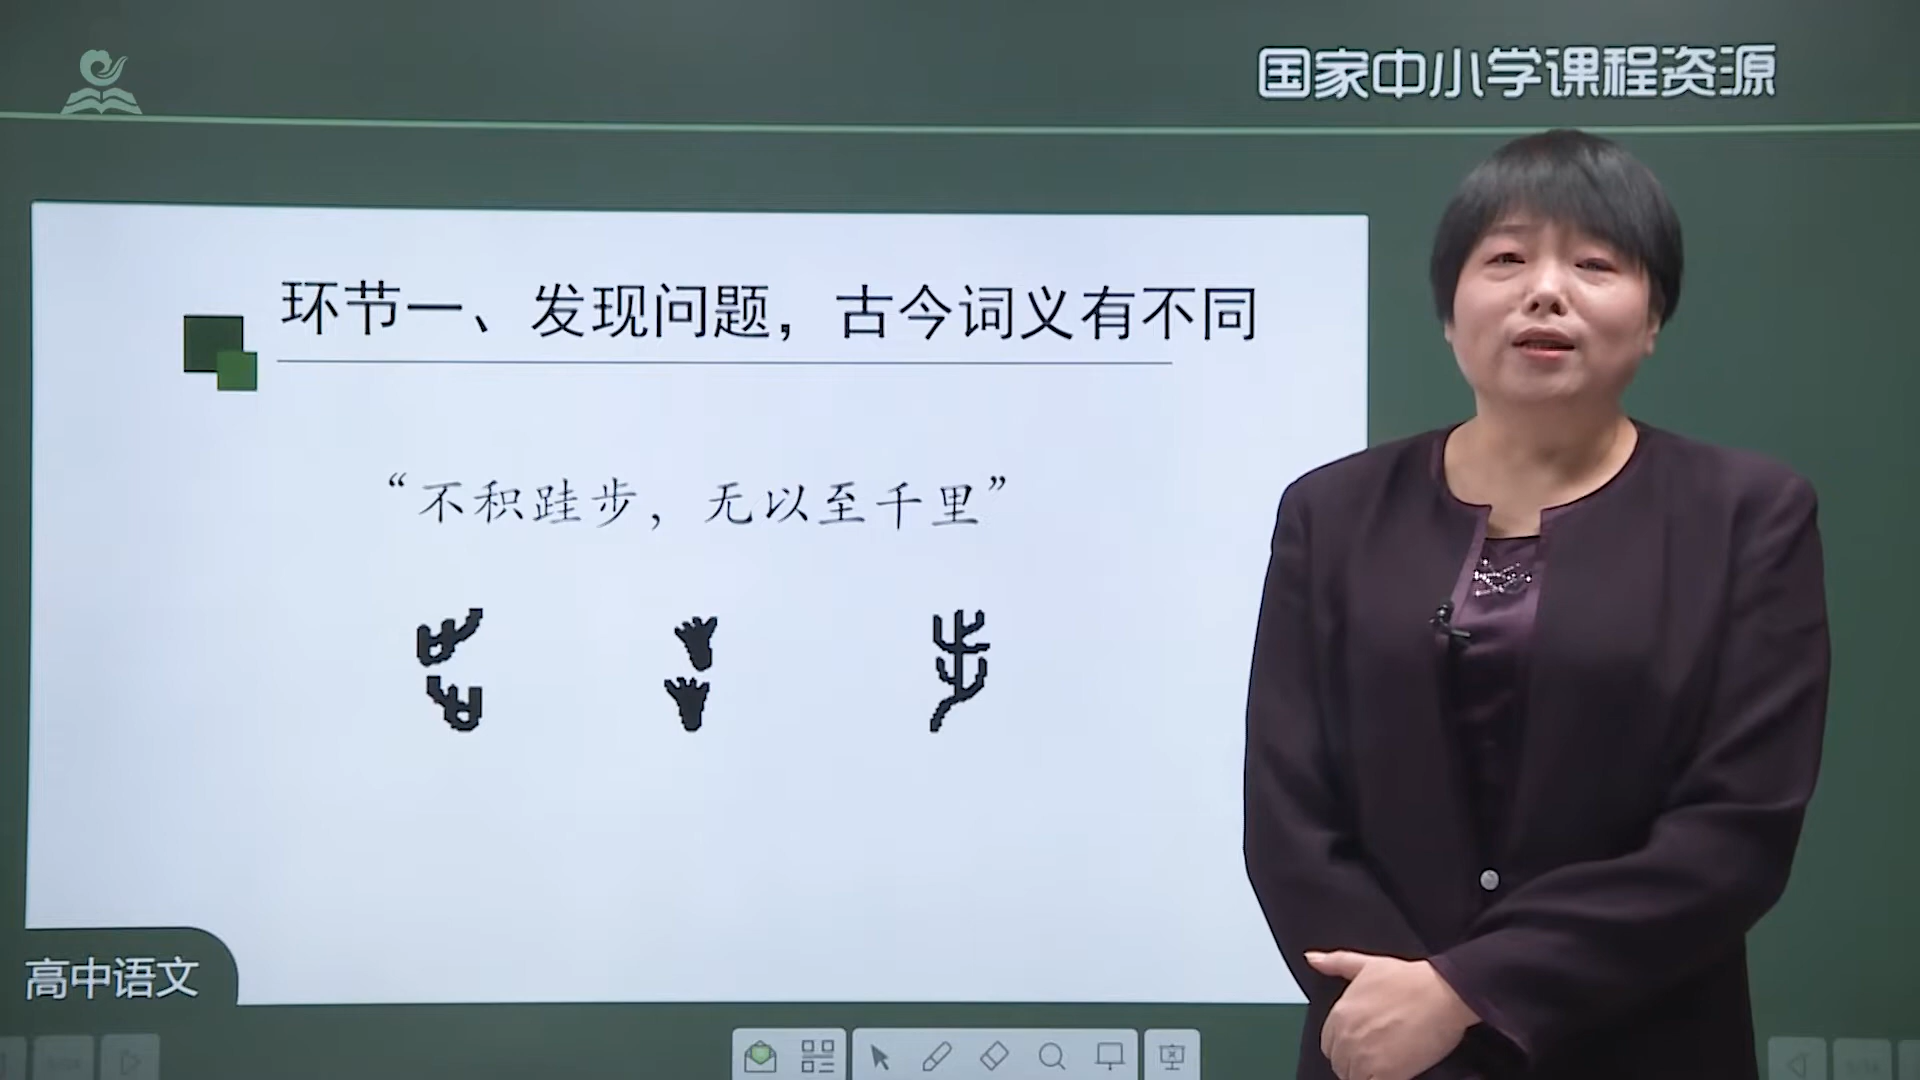 国家中小学课程资源
环节一、发现问题，古今词义有不同
“不积跬步，无以至千里”
高中语文